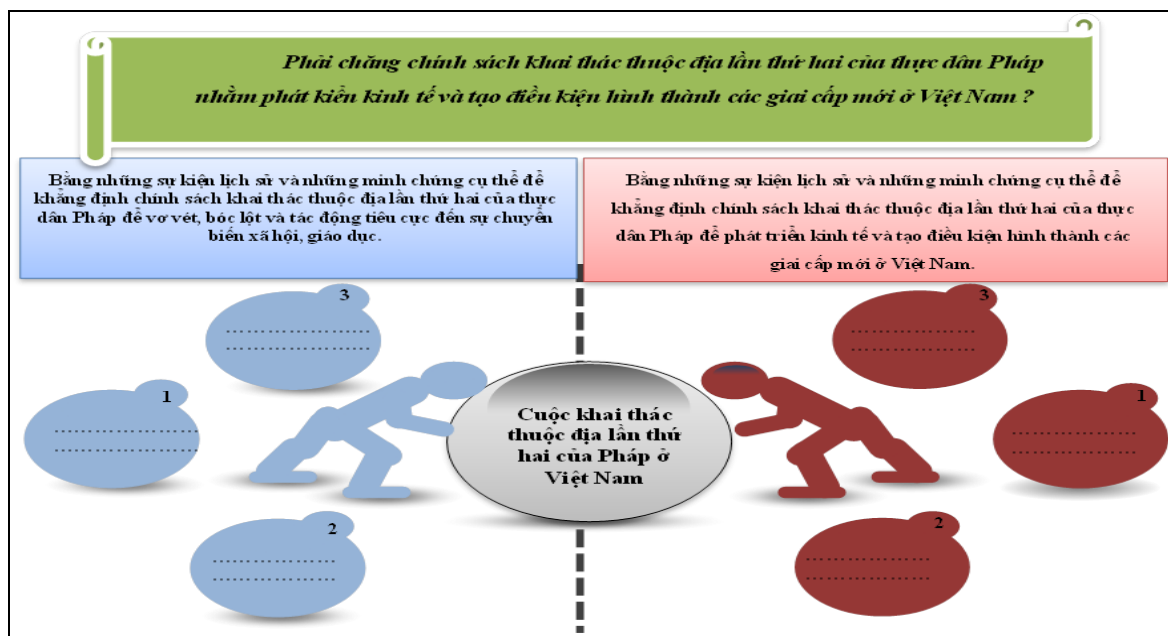 Phải chăng chính sách khai thác thuộc địa lần thứ hai của thực dân Pháp
nhằm phát kiển kinh tế và tạo điều kiện hình thành các giai cấp mới ở Việt Nam ?
Bằng những sự kiện lịch sử và những minh chứng cụ thể để
khẳng định chính sách khai thác thuộc địa lần thứ hai của thực
dân Pháp để vơ vét, bóc lột và tác động tiêu cực đến sự chuyển
biến xã hội, giáo dục.
Bằng những sự kiện lịch sử và những minh chứng cụ thể để
khẳng định chính sách khai thác thuộc địa lần thứ hai của thực
dân Pháp để phát triển kinh tế và tạo điều kiện hình thành các
giai cấp mới ở Việt Nam.
3
1
2
Cuộc khai thác
thuộc địa lần thứ
hai của Pháp ở
Việt Nam
3
1
2